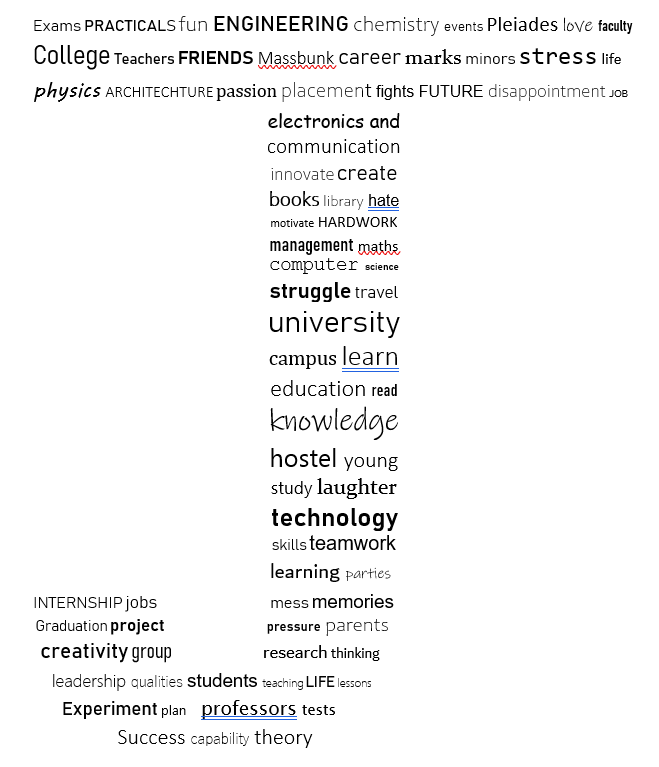 Exams PRACTICALS fun ENGINEERING chemistry events Pleiades love faculty
College Teachers FRIENDS Massbunk career marks minors stress life
physics ARCHITECHTURE passion placement fights FUTURE disappointment JOB
electronics and
communication
innovate create
books library hate
motivate HARDWORK
management maths
computer science
struggle travel
university
campus learn
education read
knowledge
hostel young
study laughter
technology
skills teamwork
learning parties
INTERNSHIP jobs mess memories
Graduation project pressure parents
creativity group research thinking
leadership qualities students teaching LIFE lessons
Experiment plan professors tests
Success capability theory